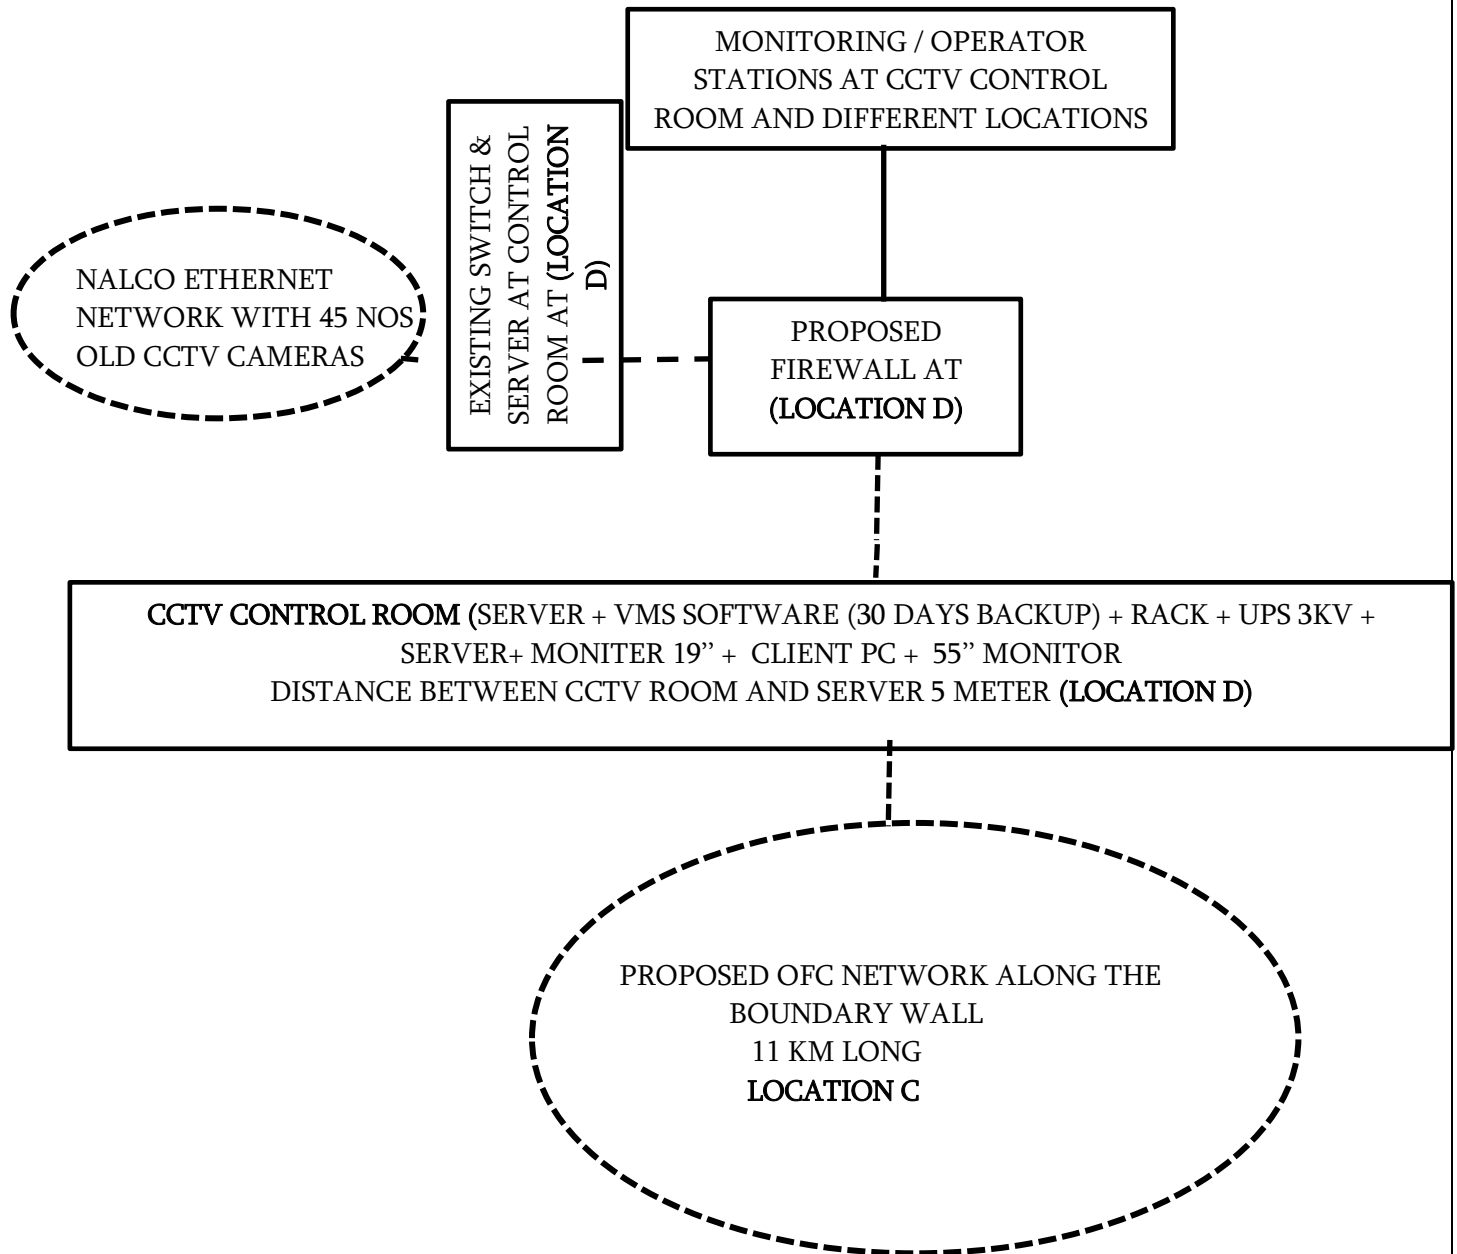 MONITORING / OPERATOR
STATIONS AT CCTV CONTROL
ROOM AND DIFFERENT LOCATIONS
EXISTING SWITCH &
SERVER AT CONTROL
ROOM AT (LOCATION
D)
NALCO ETHERNET
NETWORK WITH 45 NOS
OLD CCTV CAMERAS
PROPOSED
FIREWALL AT
(LOCATION D)
CCTV CONTROL ROOM (SERVER + VMS SOFTWARE (30 DAYS BACKUP) + RACK + UPS 3KV +
SERVER+ MONITER 19’’ + CLIENT PC + 55” MONITOR
DISTANCE BETWEEN CCTV ROOM AND SERVER 5 METER (LOCATION D)
PROPOSED OFC NETWORK ALONG THE
BOUNDARY WALL
11 KM LONG
LOCATION C